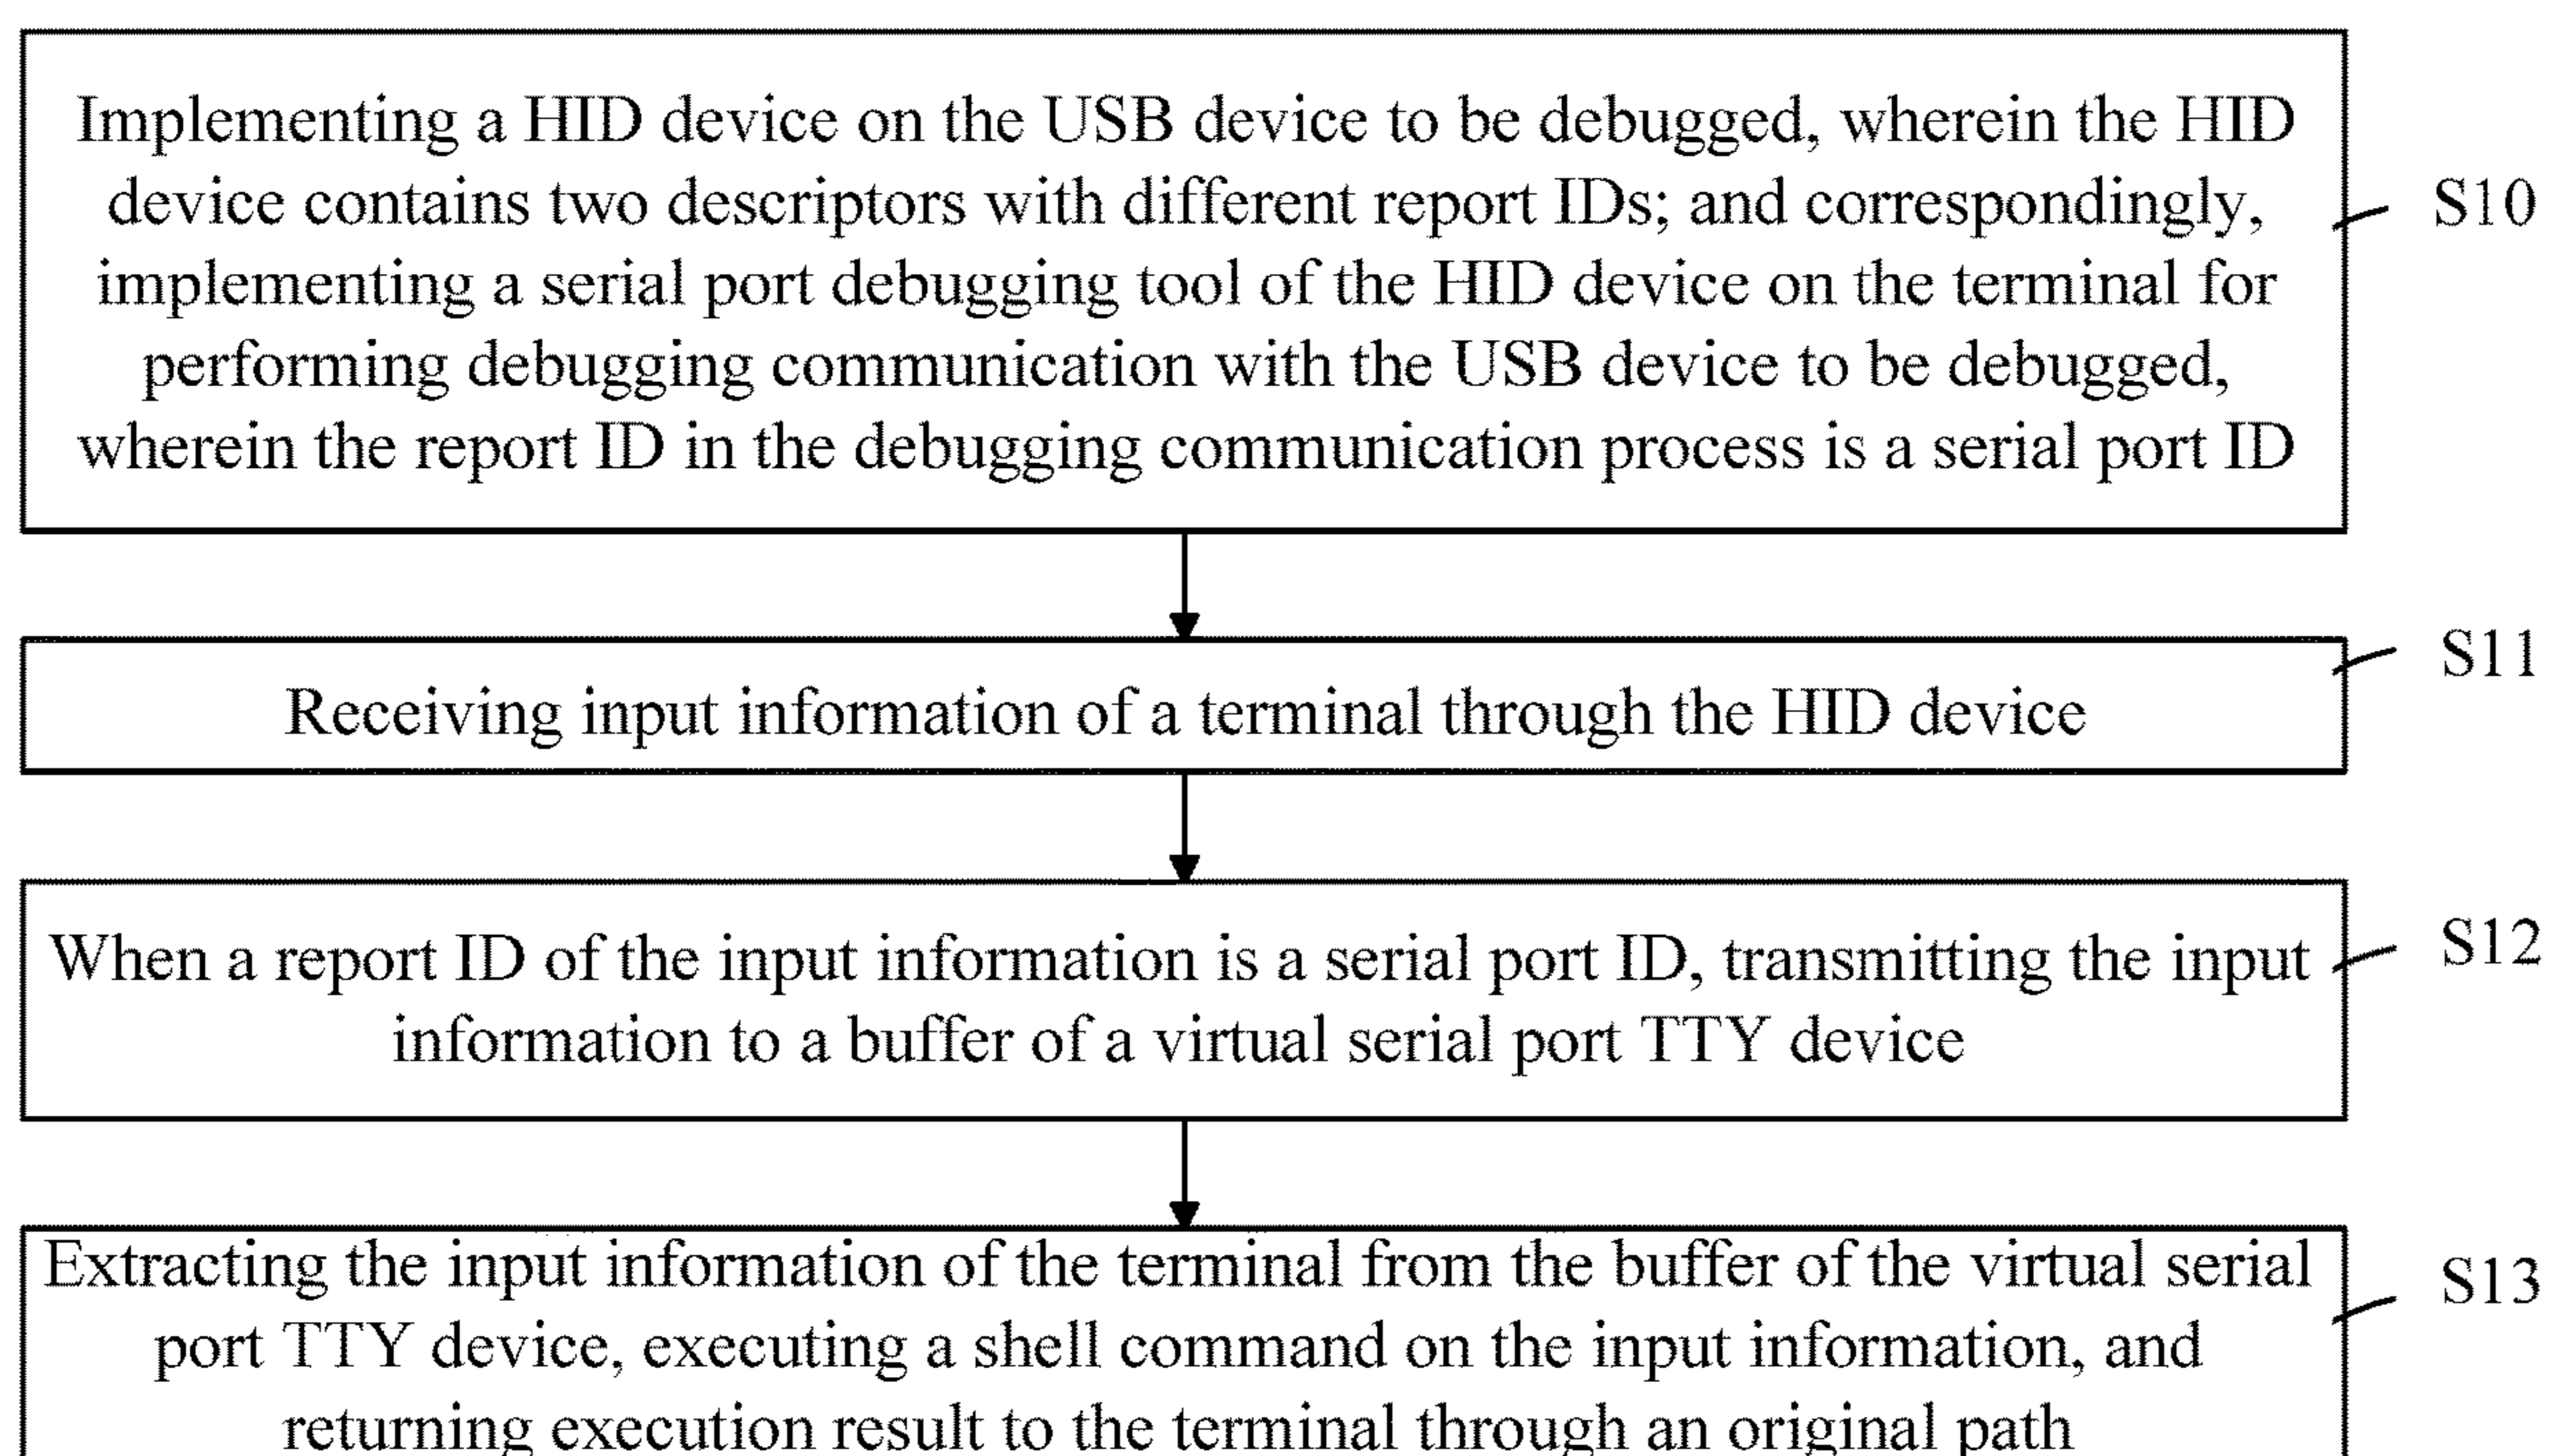 Implementing a HID device on the USB device to be debugged, wherein the HID
device contains two descriptors with different report IDs; and correspondingly,
implementing a serial port debugging tool of the HID device on the terminal for
performing debugging communication with the USB device to be debugged,
wherein the report ID in the debugging communication process is a serial port ID
S10
Receiving input information of a terminal through the HID device
S11
When a report ID of the input information is a serial port ID, transmitting the input
information to a buffer of a virtual serial port TTY device
S12
Extracting the input information of the terminal from the buffer of the virtual serial
port TTY device, executing a shell command on the input information, and
returning execution result to the terminal through an original path
S13